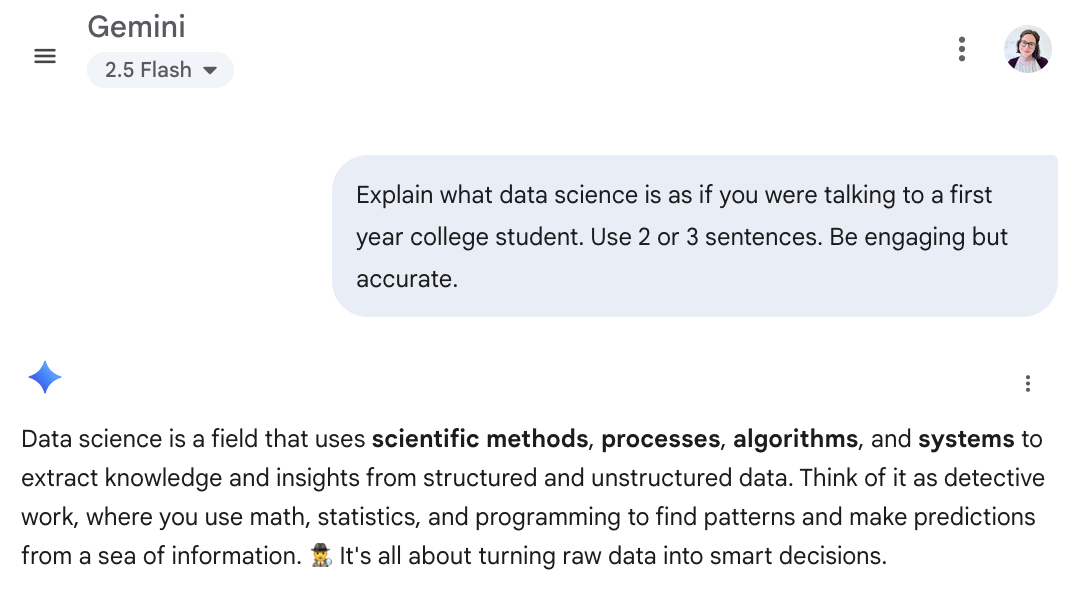 Gemini
2.5 Flash
Explain what data science is as if you were talking to a first
year college student. Use 2 or 3 sentences. Be engaging but
accurate.
Data science is a field that uses scientific methods, processes, algorithms, and systems to
extract knowledge and insights from structured and unstructured data. Think of it as detective
work, where you use math, statistics, and programming to find patterns and make predictions
from a sea of information. 🕵️ It's all about turning raw data into smart decisions.